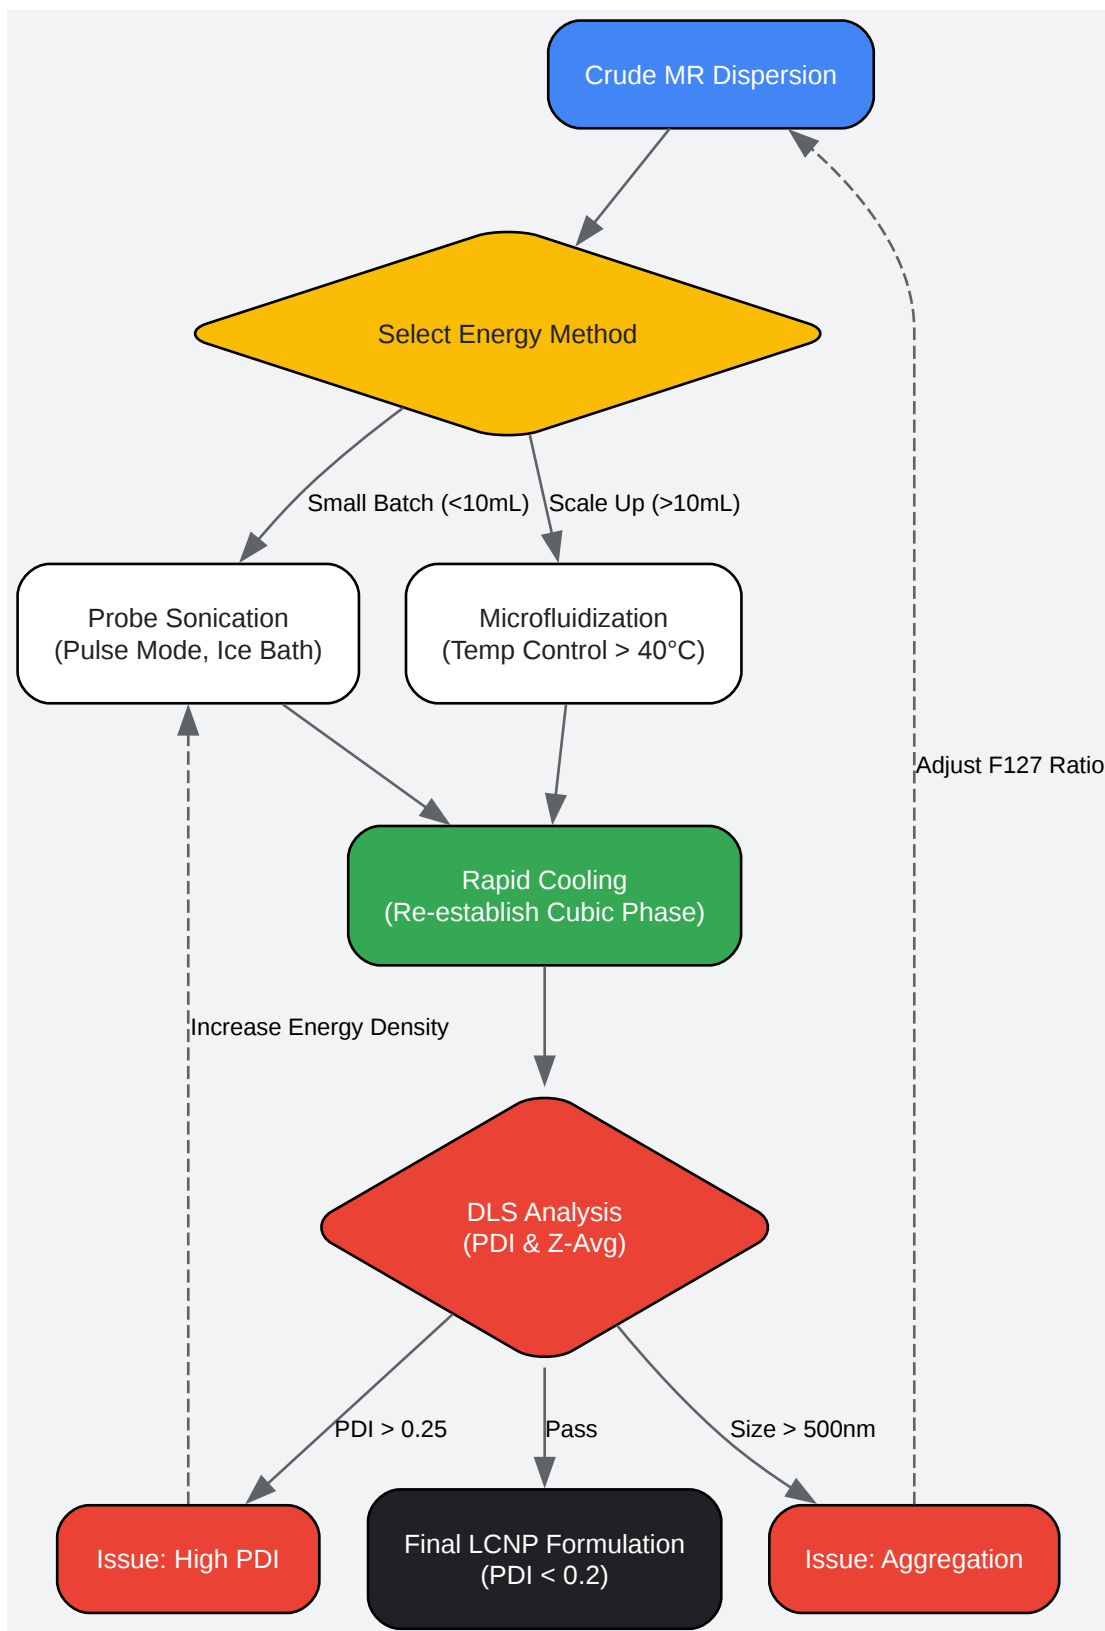 Crude MR Dispersion
Select Energy Method
Small Batch (<10mL)
Scale Up (>10mL)
Probe Sonication
(Pulse Mode, Ice Bath)
Microfluidization
(Temp Control > 40°C)
Adjust F127 Ratio
Rapid Cooling
(Re-establish Cubic Phase)
Increase Energy Density
DLS Analysis
(PDI & Z-Avg)
PDI > 0.25
Pass
Size > 500nm
Issue: High PDI
Final LCNP Formulation
(PDI < 0.2)
Issue: Aggregation